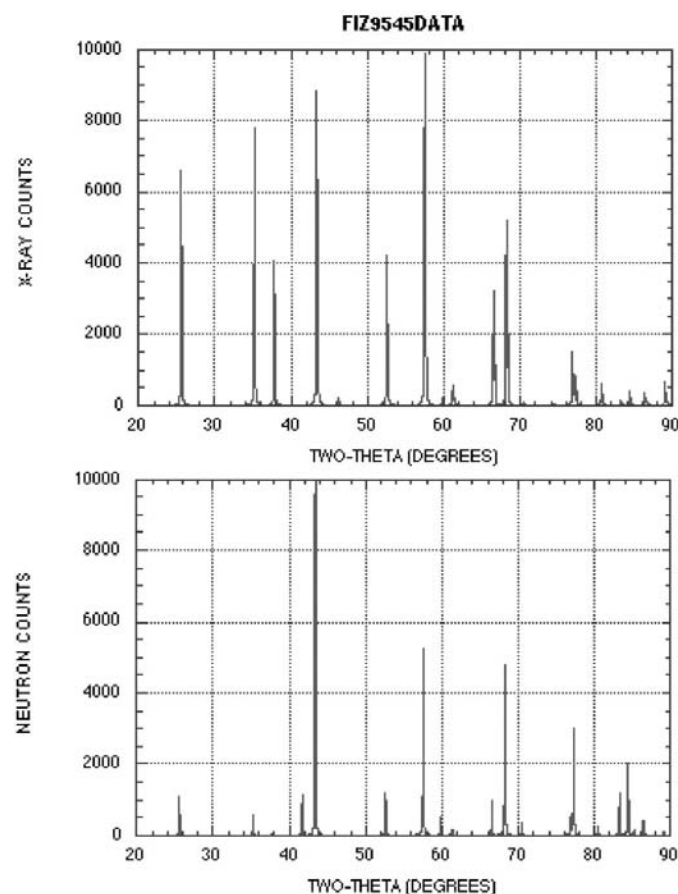 FIZ9545DATA
10000
8000
6000
4000
2000
0
X-RAY COUNTS
20 30 40 50 60 70 80 90
TWO-THETA (DEGREES)
10000
8000
6000
4000
2000
0
NEUTRON COUNTS
20 30 40 50 60 70 80 90
TWO-THETA (DEGREES)